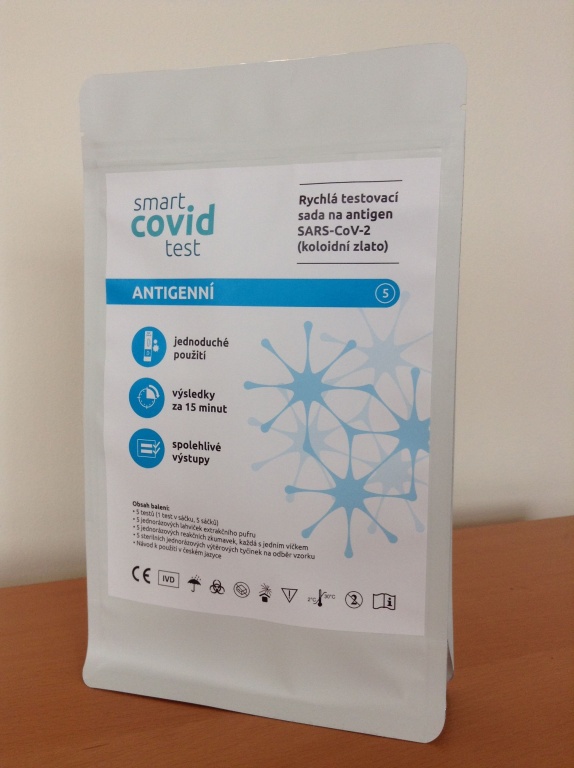 smart
covid
test
Rychlá testovací
sada na antigen
SARS-CoV-2
(koloidní zlato)
ANTIGENNÍ
5
jednoduché
použití
výsledky
za 15 minut
spolehlivé
výstupy
Obsah balení:
• 5 testů (1 test v sáčku, 5 sáčků)
• 5 jednorázových lahviček extrakčního pufru
• 5 jednorázových reakčních zkumavek, každá s jedním víčkem
• 5 sterilních jednorázových výtěrových tyčinek na odběr vzorku
• Návod k použití v českém jazyce
CE IVD 2°C 30°C 2 i